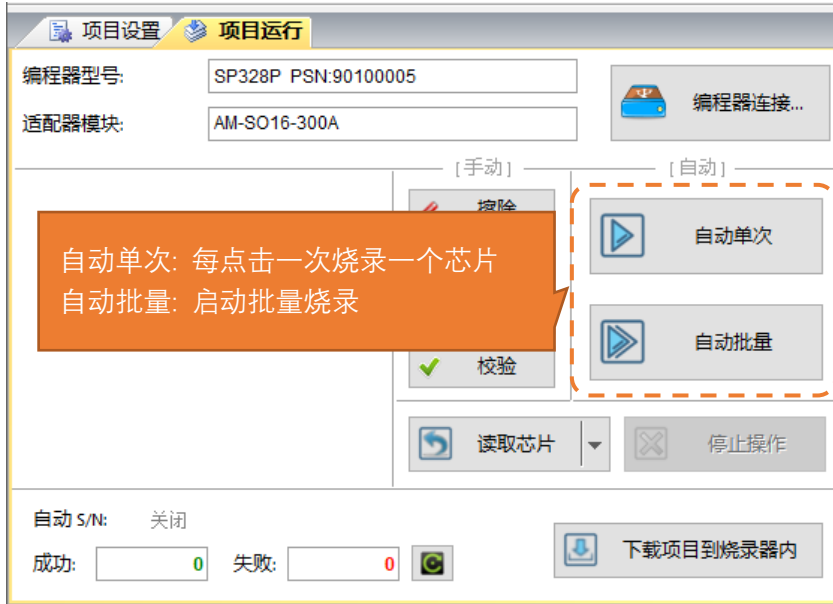 项目设置 项目运行
编程器型号: SP328P PSN:90100005
编程器连接...
适配器模块: AM-SO16-300A
[手动] [自动]
擦除
自动单次
自动单次: 每点击一次烧录一个芯片
自动批量: 启动批量烧录
自动批量
校验
读取芯片 停止操作
自动 S/N: 关闭
成功: 0 失败: 0
下载项目到烧录器内